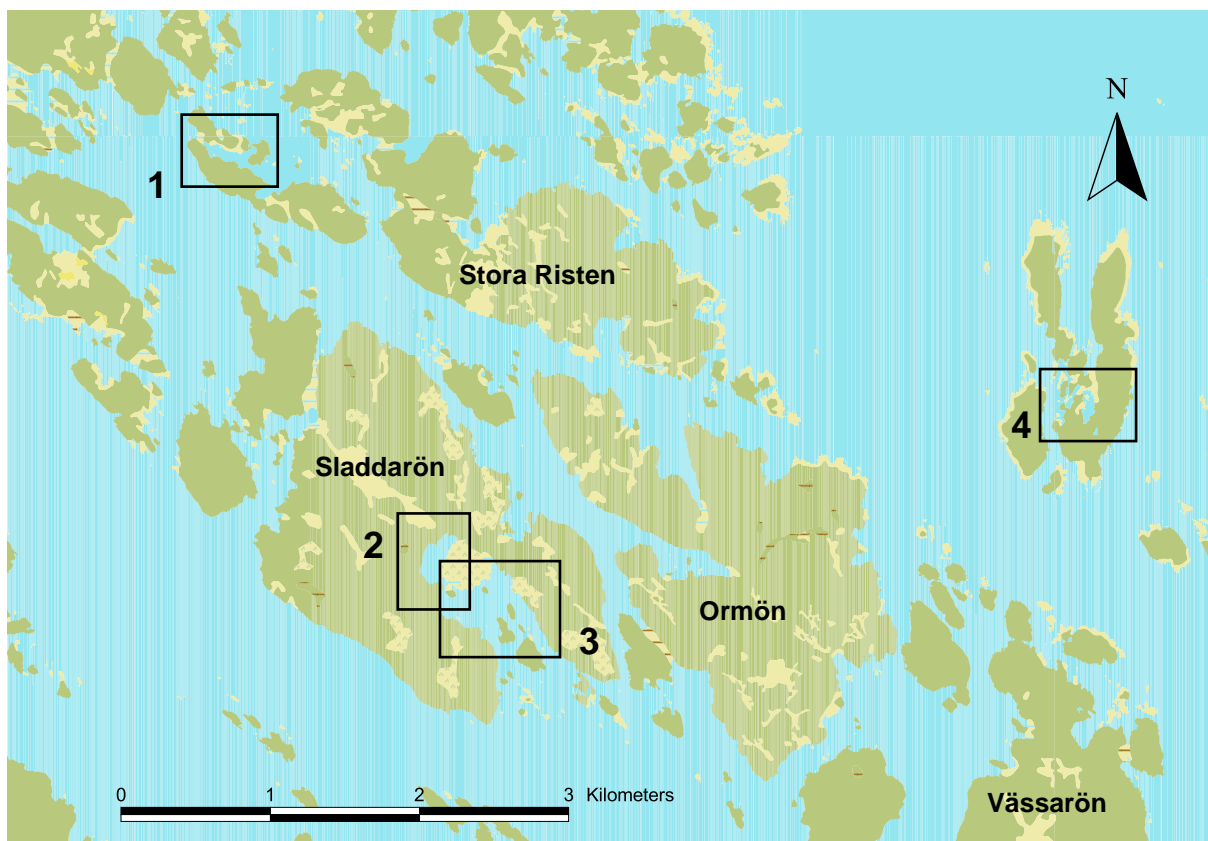 N
1
Stora Risten
4
Sladdarön
2
Ormön
3
0 1 2 3 Kilometers
Vässarön